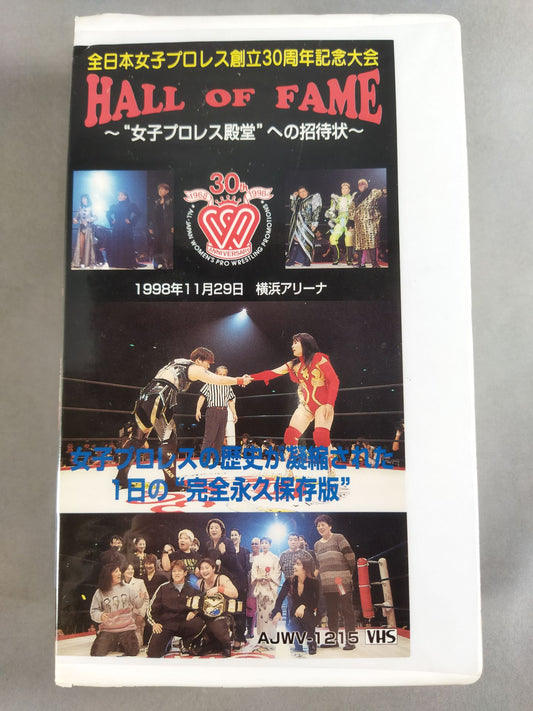 全日本女子プロレス創立30周年記念大会
HALL OF FAME
～“女子プロレス殿堂”への招待状～
30th
1968
1998
ANNIVERSARY
ALL-JAPAN WOMEN'S PRO WRESTLING PROMOTIONS
1998年11月29日 横浜アリーナ
女子プロレスの歴史が凝縮された
1日の“完全永久保存版”
AJWV-1215 VHS